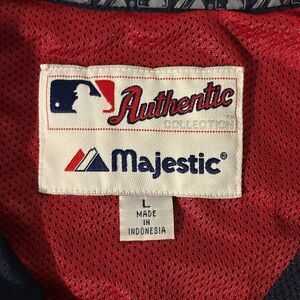 Authentic
COLLECTION
Majestic®
L
MADE
IN
INDONESIA